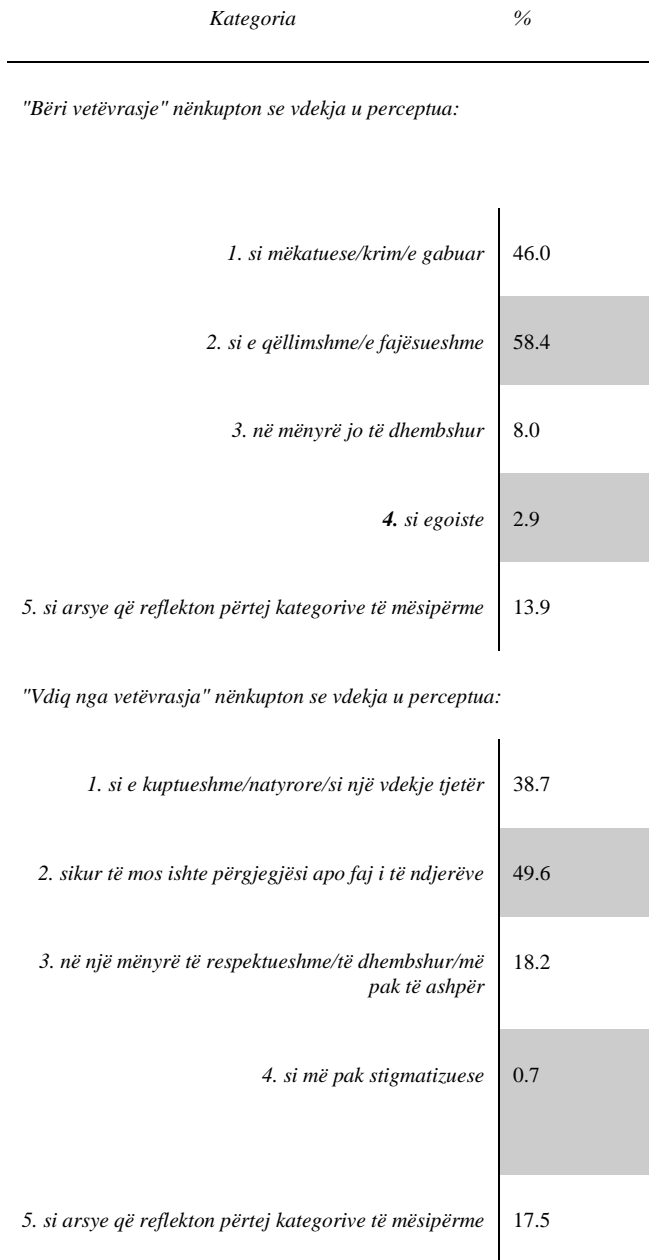 Kategoria %
"Bëri vetëvrasje" nënkupton se vdekja u perceptua:
1. si mëkatuese/krim/e gabuar 46.0
2. si e qëllimshme/e fajësueshme 58.4
3. në mënyrë jo të dhembshur 8.0
4. si egoiste 2.9
5. si arsye që reflekton përtej kategorive të mësipërme 13.9
"Vdiq nga vetëvrasja" nënkupton se vdekja u perceptua:
1. si e kuptueshme/natyrore/si një vdekje tjetër 38.7
2. sikur të mos ishte përgjegjësi apo faj i të ndjerëve 49.6
3. në një mënyrë të respektueshme/të dhembshur/më 18.2
pak të ashpër
4. si më pak stigmatizuese 0.7
5. si arsye që reflekton përtej kategorive të mësipërme 17.5